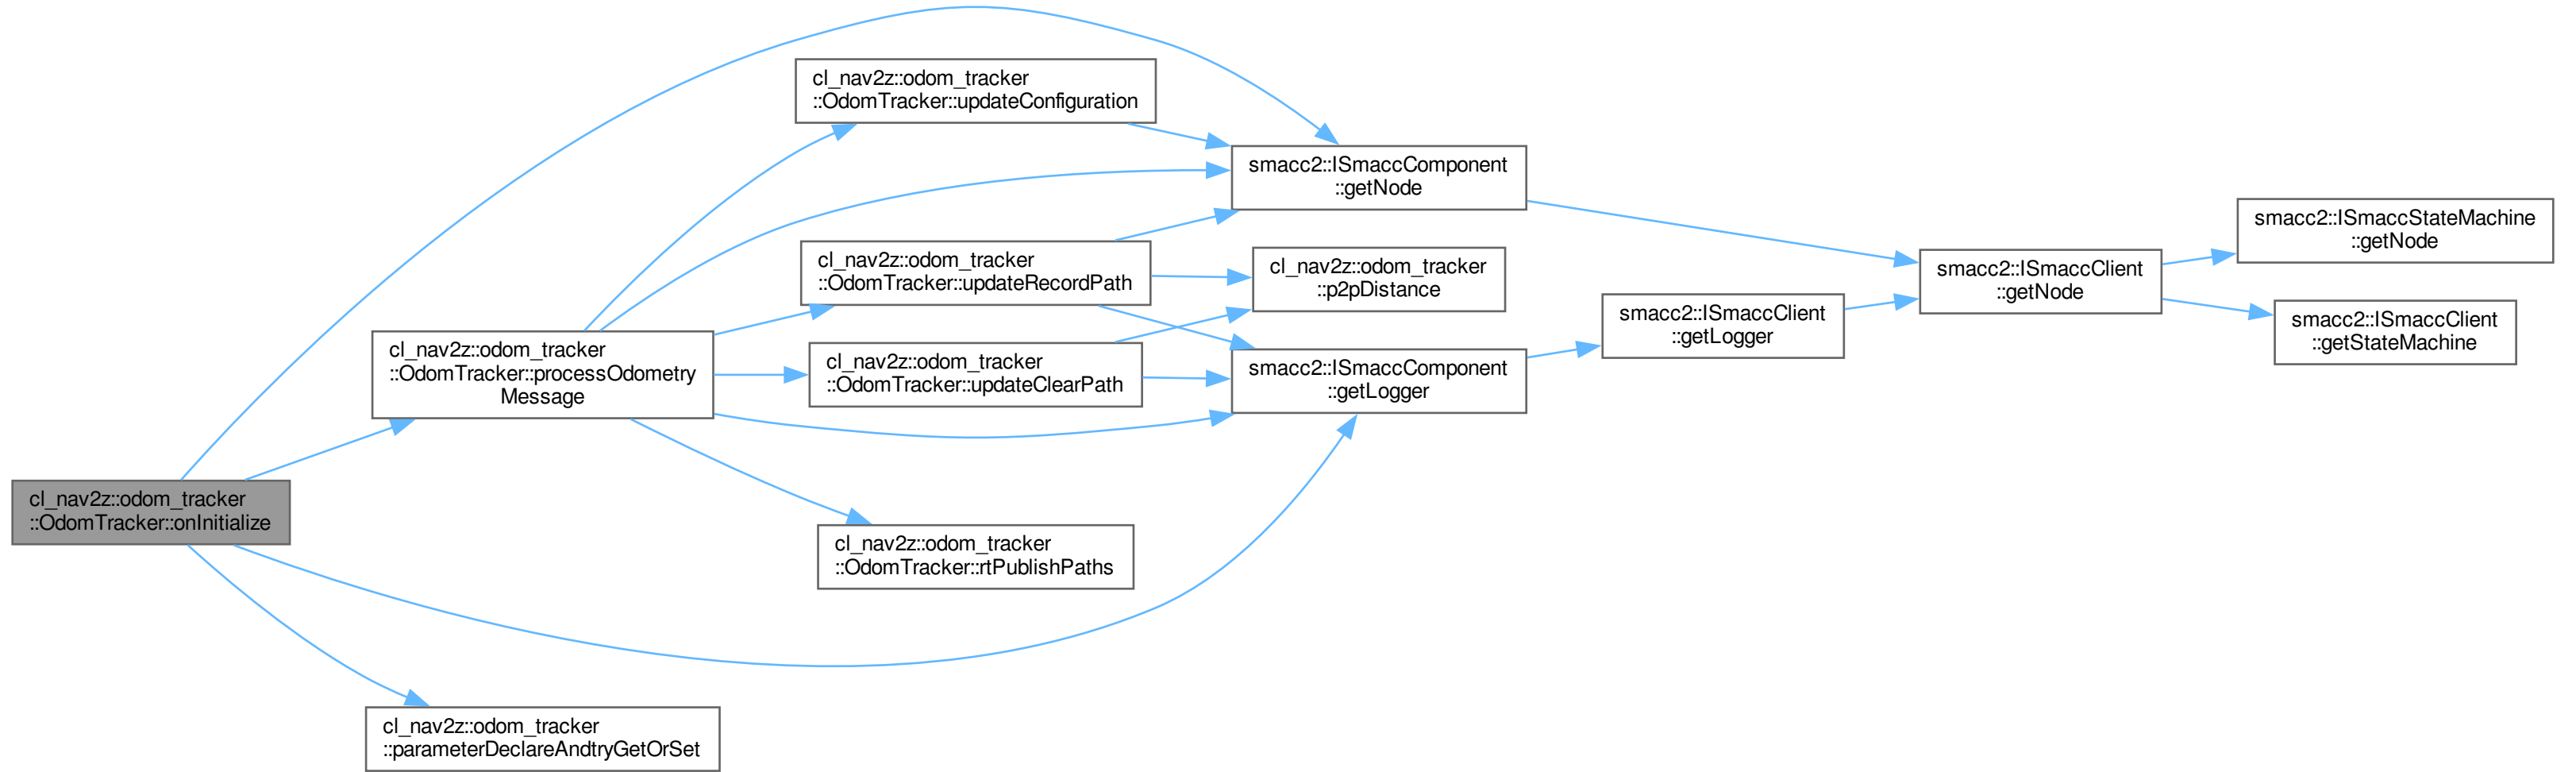 cl_nav2z::odom_tracker
::OdomTracker::onInitialize
cl_nav2z::odom_tracker
::OdomTracker::processOdometry
Message
cl_nav2z::odom_tracker
::parameterDeclareAndtryGetOrSet
cl_nav2z::odom_tracker
::OdomTracker::updateConfiguration
cl_nav2z::odom_tracker
::OdomTracker::updateRecordPath
cl_nav2z::odom_tracker
::OdomTracker::updateClearPath
cl_nav2z::odom_tracker
::OdomTracker::rtPublishPaths
smacc2::ISmaccComponent
::getNode
cl_nav2z::odom_tracker
::p2pDistance
smacc2::ISmaccComponent
::getLogger
smacc2::ISmaccClient
::getLogger
smacc2::ISmaccClient
::getNode
smacc2::ISmaccStateMachine
::getNode
smacc2::ISmaccClient
::getStateMachine